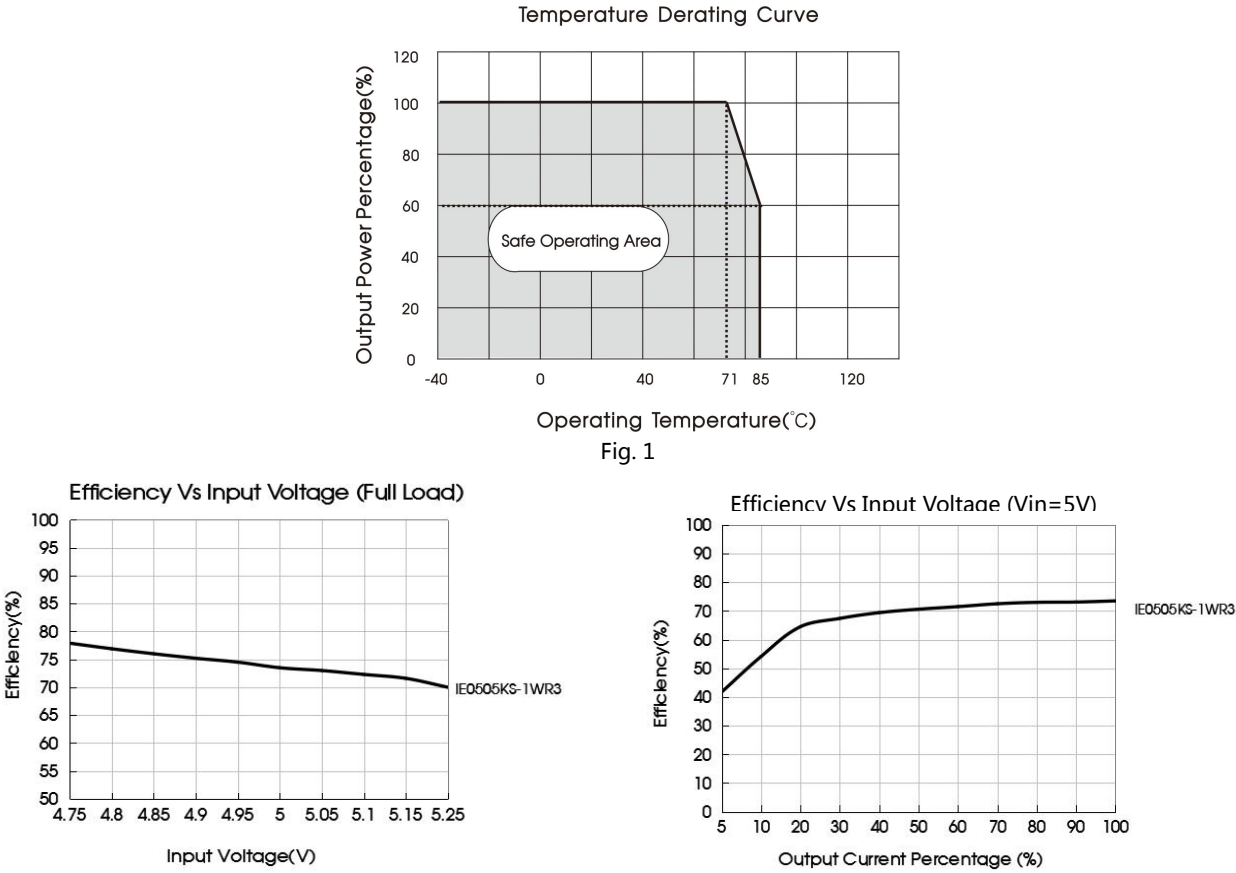 Temperature Derating Curve
Output Power Percentage(%)
120
100
80
60
40
20
0
Safe Operating Area
-40 0 40 71 85 120
Operating Temperature(°C)
Fig. 1
Efficiency Vs Input Voltage (Full Load)
Efficiency(%)
100
95
90
85
80
75
70
65
60
55
50
IE0505KS-1WR3
4.75 4.8 4.85 4.9 4.95 5 5.05 5.1 5.15 5.25
Input Voltage(V)
Efficiency Vs Input Voltage (Vin=5V)
Efficiency(%)
100
90
80
70
60
50
40
30
20
10
0
IE0505KS-1WR3
5 10 20 30 40 50 60 70 80 90 100
Output Current Percentage (%)